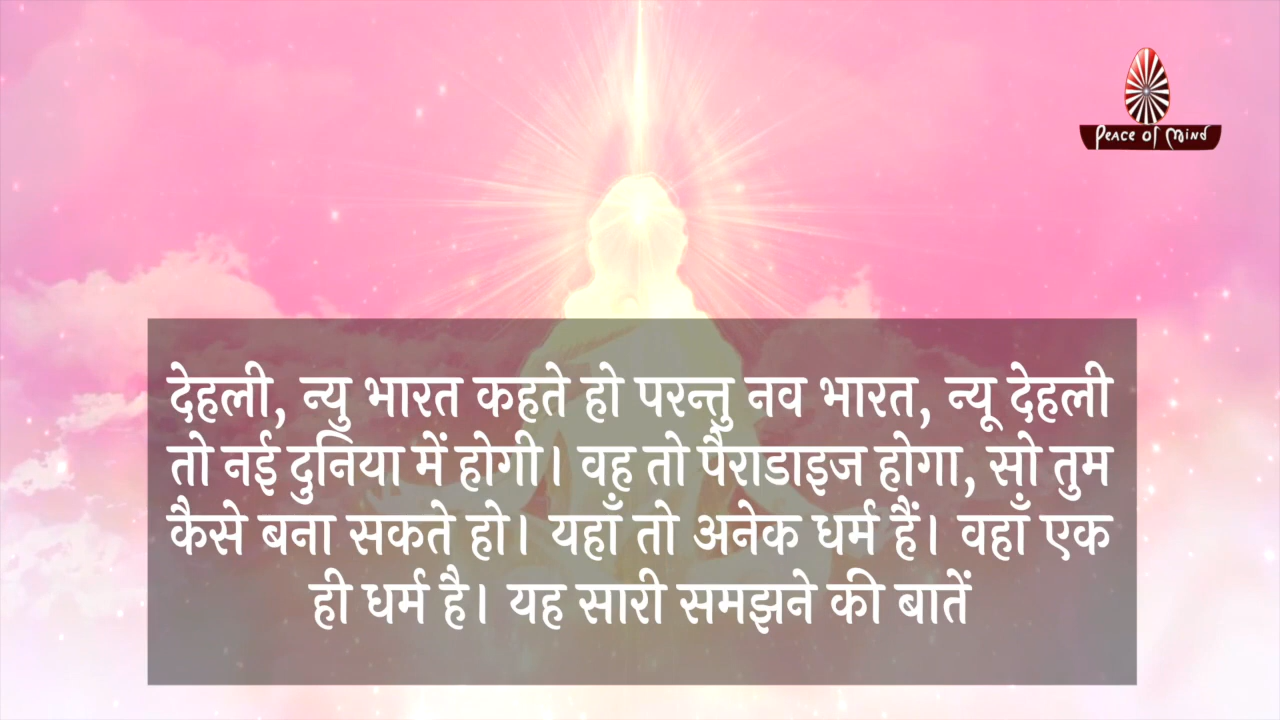 Peace of Mind
देहली, न्यु भारत कहते हो परन्तु नव भारत, न्यू देहली
तो नई दुनिया में होगी। वह तो पैराडाइज होगा, सो तुम
कैसे बना सकते हो। यहाँ तो अनेक धर्म हैं। वहाँ एक
ही धर्म है। यह सारी समझने की बातें